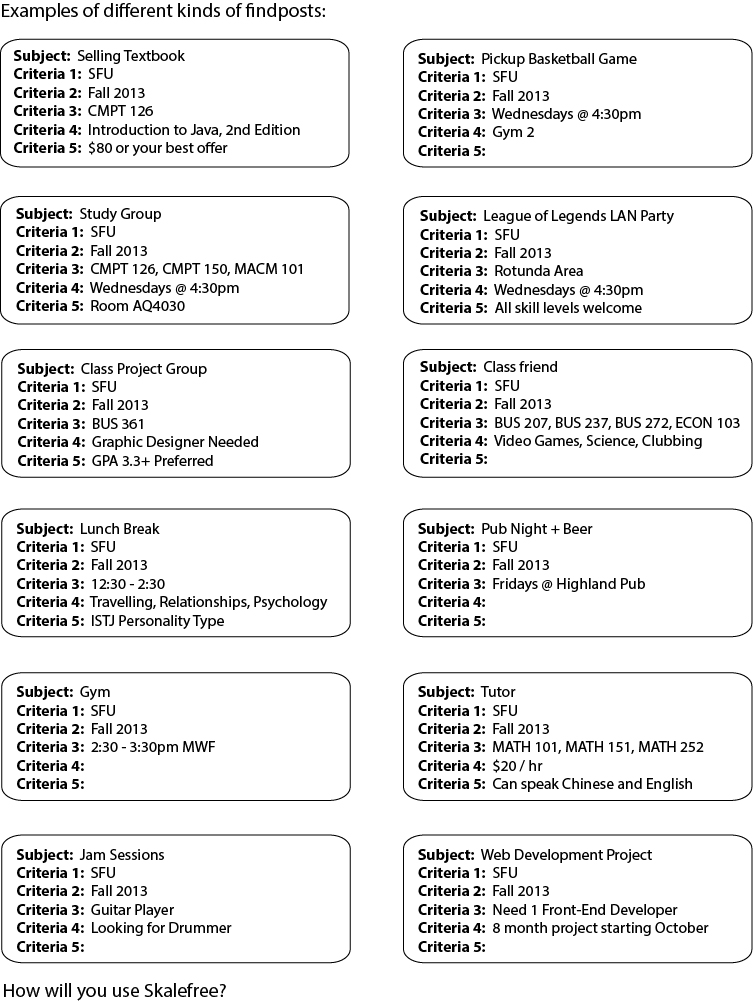 Examples of different kinds of findposts:
Subject: Selling Textbook
Criteria 1: SFU
Criteria 2: Fall 2013
Criteria 3: CMPT 126
Criteria 4: Introduction to Java, 2nd Edition
Criteria 5: $80 or your best offer
Subject: Pickup Basketball Game
Criteria 1: SFU
Criteria 2: Fall 2013
Criteria 3: Wednesdays @ 4:30pm
Criteria 4: Gym 2
Criteria 5:
Subject: Study Group
Criteria 1: SFU
Criteria 2: Fall 2013
Criteria 3: CMPT 126, CMPT 150, MACM 101
Criteria 4: Wednesdays @ 4:30pm
Criteria 5: Room AQ4030
Subject: League of Legends LAN Party
Criteria 1: SFU
Criteria 2: Fall 2013
Criteria 3: Rotunda Area
Criteria 4: Wednesdays @ 4:30pm
Criteria 5: All skill levels welcome
Subject: Class Project Group
Criteria 1: SFU
Criteria 2: Fall 2013
Criteria 3: BUS 361
Criteria 4: Graphic Designer Needed
Criteria 5: GPA 3.3+ Preferred
Subject: Class friend
Criteria 1: SFU
Criteria 2: Fall 2013
Criteria 3: BUS 207, BUS 237, BUS 272, ECON 103
Criteria 4: Video Games, Science, Clubbing
Criteria 5:
Subject: Lunch Break
Criteria 1: SFU
Criteria 2: Fall 2013
Criteria 3: 12:30 - 2:30
Criteria 4: Travelling, Relationships, Psychology
Criteria 5: ISTJ Personality Type
Subject: Pub Night + Beer
Criteria 1: SFU
Criteria 2: Fall 2013
Criteria 3: Fridays @ Highland Pub
Criteria 4:
Criteria 5:
Subject: Gym
Criteria 1: SFU
Criteria 2: Fall 2013
Criteria 3: 2:30 - 3:30pm MWF
Criteria 4:
Criteria 5:
Subject: Tutor
Criteria 1: SFU
Criteria 2: Fall 2013
Criteria 3: MATH 101, MATH 151, MATH 252
Criteria 4: $20 / hr
Criteria 5: Can speak Chinese and English
Subject: Jam Sessions
Criteria 1: SFU
Criteria 2: Fall 2013
Criteria 3: Guitar Player
Criteria 4: Looking for Drummer
Criteria 5:
Subject: Web Development Project
Criteria 1: SFU
Criteria 2: Fall 2013
Criteria 3: Need 1 Front-End Developer
Criteria 4: 8 month project starting October
Criteria 5:
How will you use Skalefree?